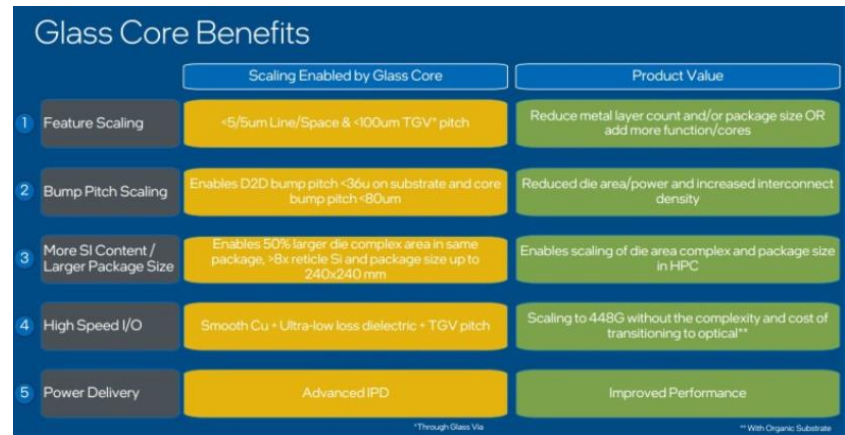 Glass Core Benefits
Scaling Enabled by Glass Core
Product Value
1
Feature Scaling
<5/5um Line/Space & <100um TGV* pitch
Reduce metal layer count and/or package size OR
add more function/cores
2
Bump Pitch Scaling
Enables D2D bump pitch <36u on substrate and core
bump pitch <80um
Reduced die area/power and increased interconnect
density
3
More SI Content /
Larger Package Size
Enables 50% larger die complex area in same
package, >8x reticle Si and package size up to
240x240 mm
Enables scaling of die area complex and package size
in HPC
4
High Speed I/O
Smooth Cu + Ultra-low loss dielectric + TGV pitch
Scaling to 448G without the complexity and cost of
transitioning to optical**
5
Power Delivery
Advanced IPD
Improved Performance
*Through Glass Via
** With Organic Substrate